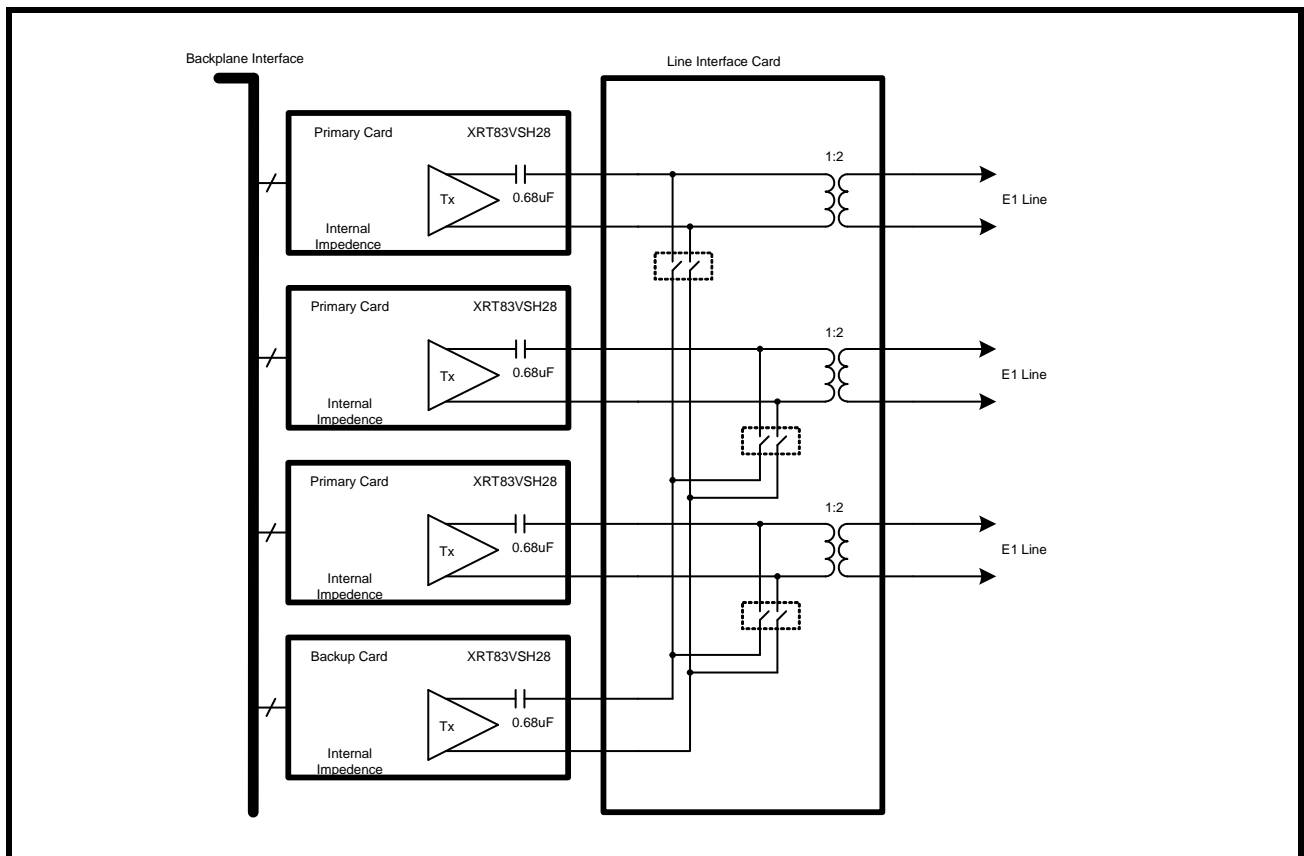 Backplane Interface
Line Interface Card
Primary Card XRT83VSH28
1:2
Tx
0.68uF
E1 Line
Internal
Impedence
Primary Card XRT83VSH28
1:2
Tx
0.68uF
E1 Line
Internal
Impedence
Primary Card XRT83VSH28
1:2
Tx
0.68uF
E1 Line
Internal
Impedence
Backup Card XRT83VSH28
Tx
0.68uF
Internal
Impedence